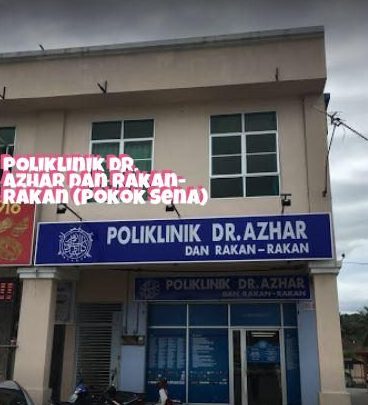 POLIKLINIK DR.
AZHAR DAN RAKAN-
RAKAN (POKOK SENA)
POLIKLINIK DR.AZHAR
DAN RAKAN-RAKAN
POLIKLINIK DR.AZHAR
DAN RAKAN-RAKAN